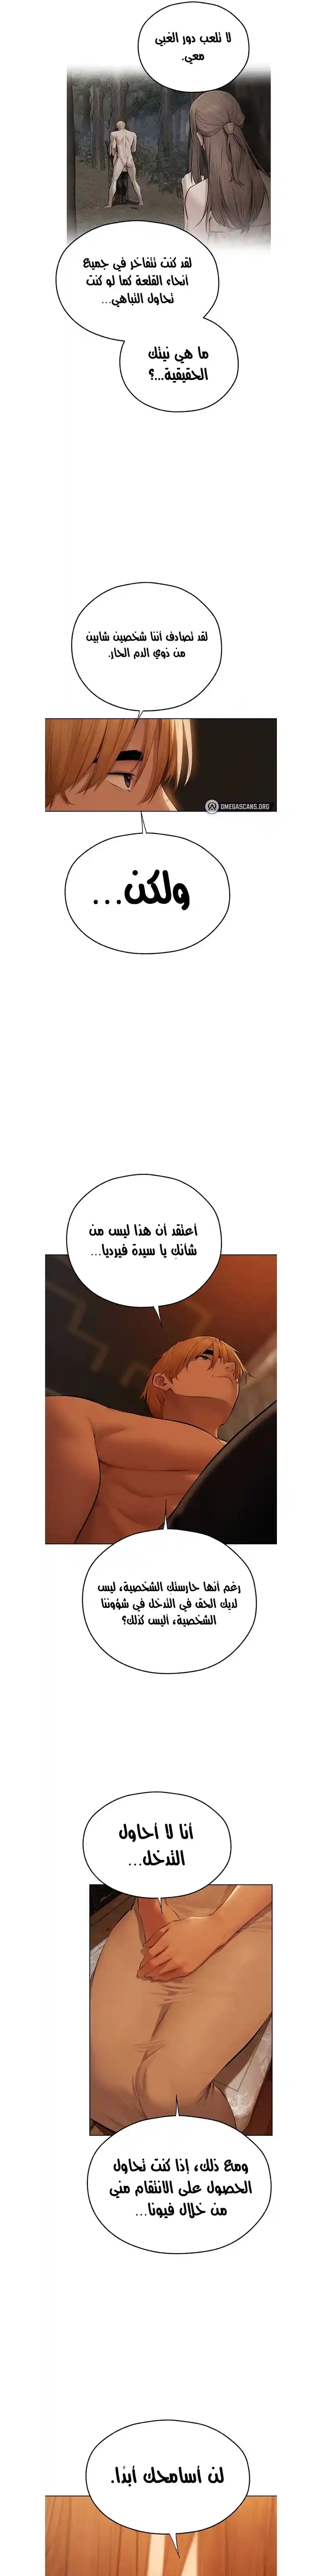 لا تلعب دور الغبي
معي.
لقد كنت تتفاخر في جميع
أنحاء القلعة كما لو كنت
تحاول التباهي...
ما هي نيتك
الحقيقية...؟
لقد تصادف أننا شخصين شابين
من ذوي الدم الحار.
OMEGASCANS.ORG
ولكن...
أعتقد أن هذا ليس من
شأنكِ يا سيدة فيرديا...
رغم أنها حارستكِ الشخصية، ليس
لديك الحق في التدخل في شؤوننا
الشخصية، أليس كذلك؟
أنا لا أحاول
التدخل...
ومع ذلك، إذا كنت تحاول
الحصول على الانتقام مني
من خلال فيونا...
لن أسامحك أبدًا.